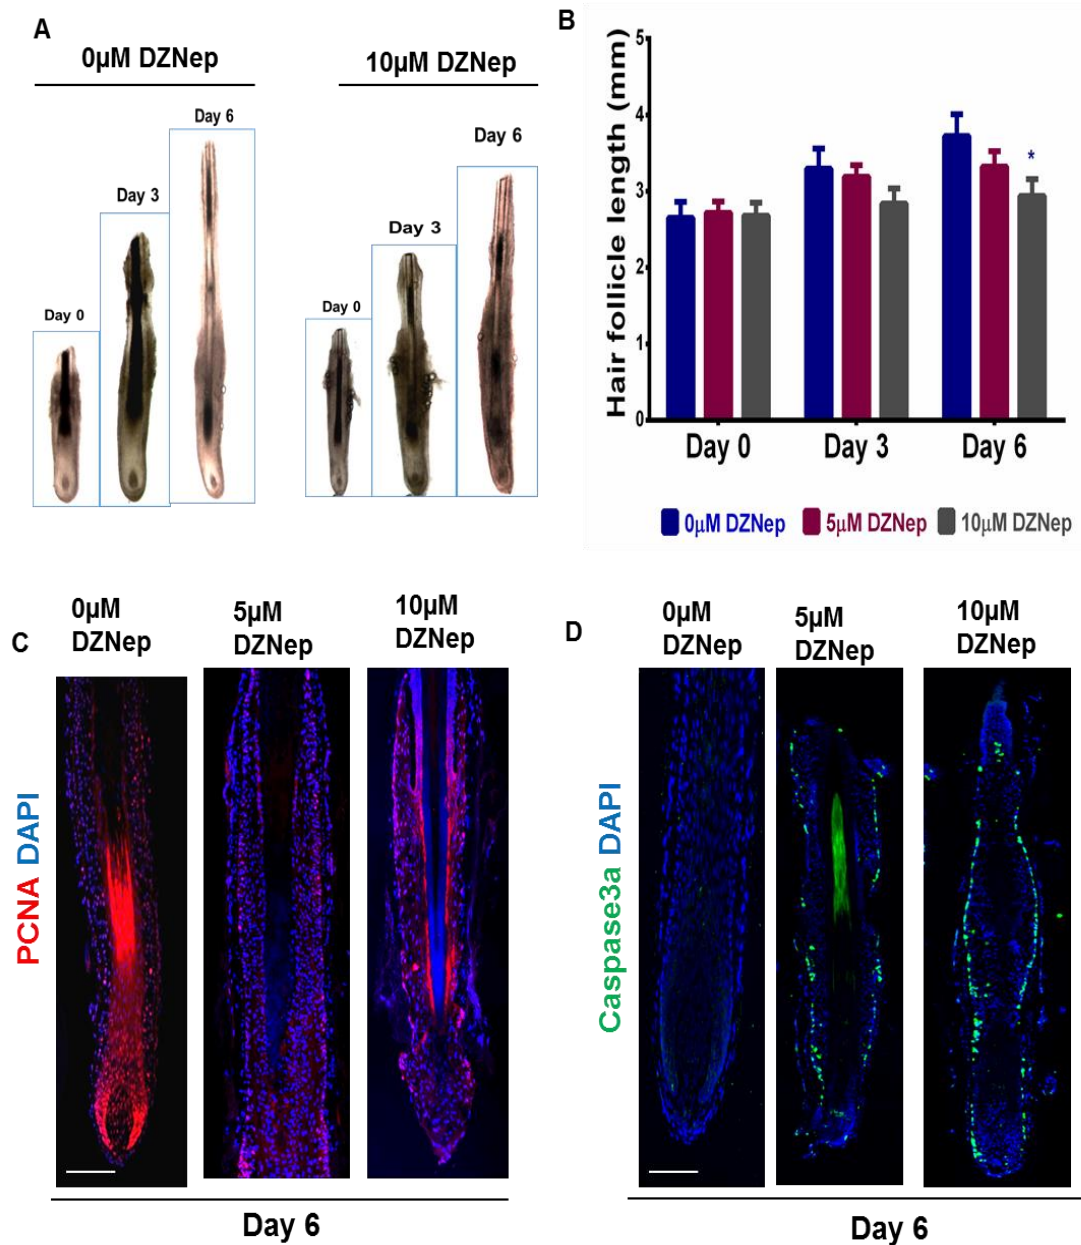 A
0µM DZNep
10µM DZNep
Day 6
Day 3
Day 0
Day 6
Day 3
Day 0
B
Hair follicle length (mm)
5
4
3
2
1
0
*
Day 0
Day 3
Day 6
0µM DZNep
5µM DZNep
10µM DZNep
C
0µM
DZNep
5µM
DZNep
10µM
DZNep
PCNA DAPI
Day 6
D
0µM
DZNep
5µM
DZNep
10µM
DZNep
Caspase3a DAPI
Day 6